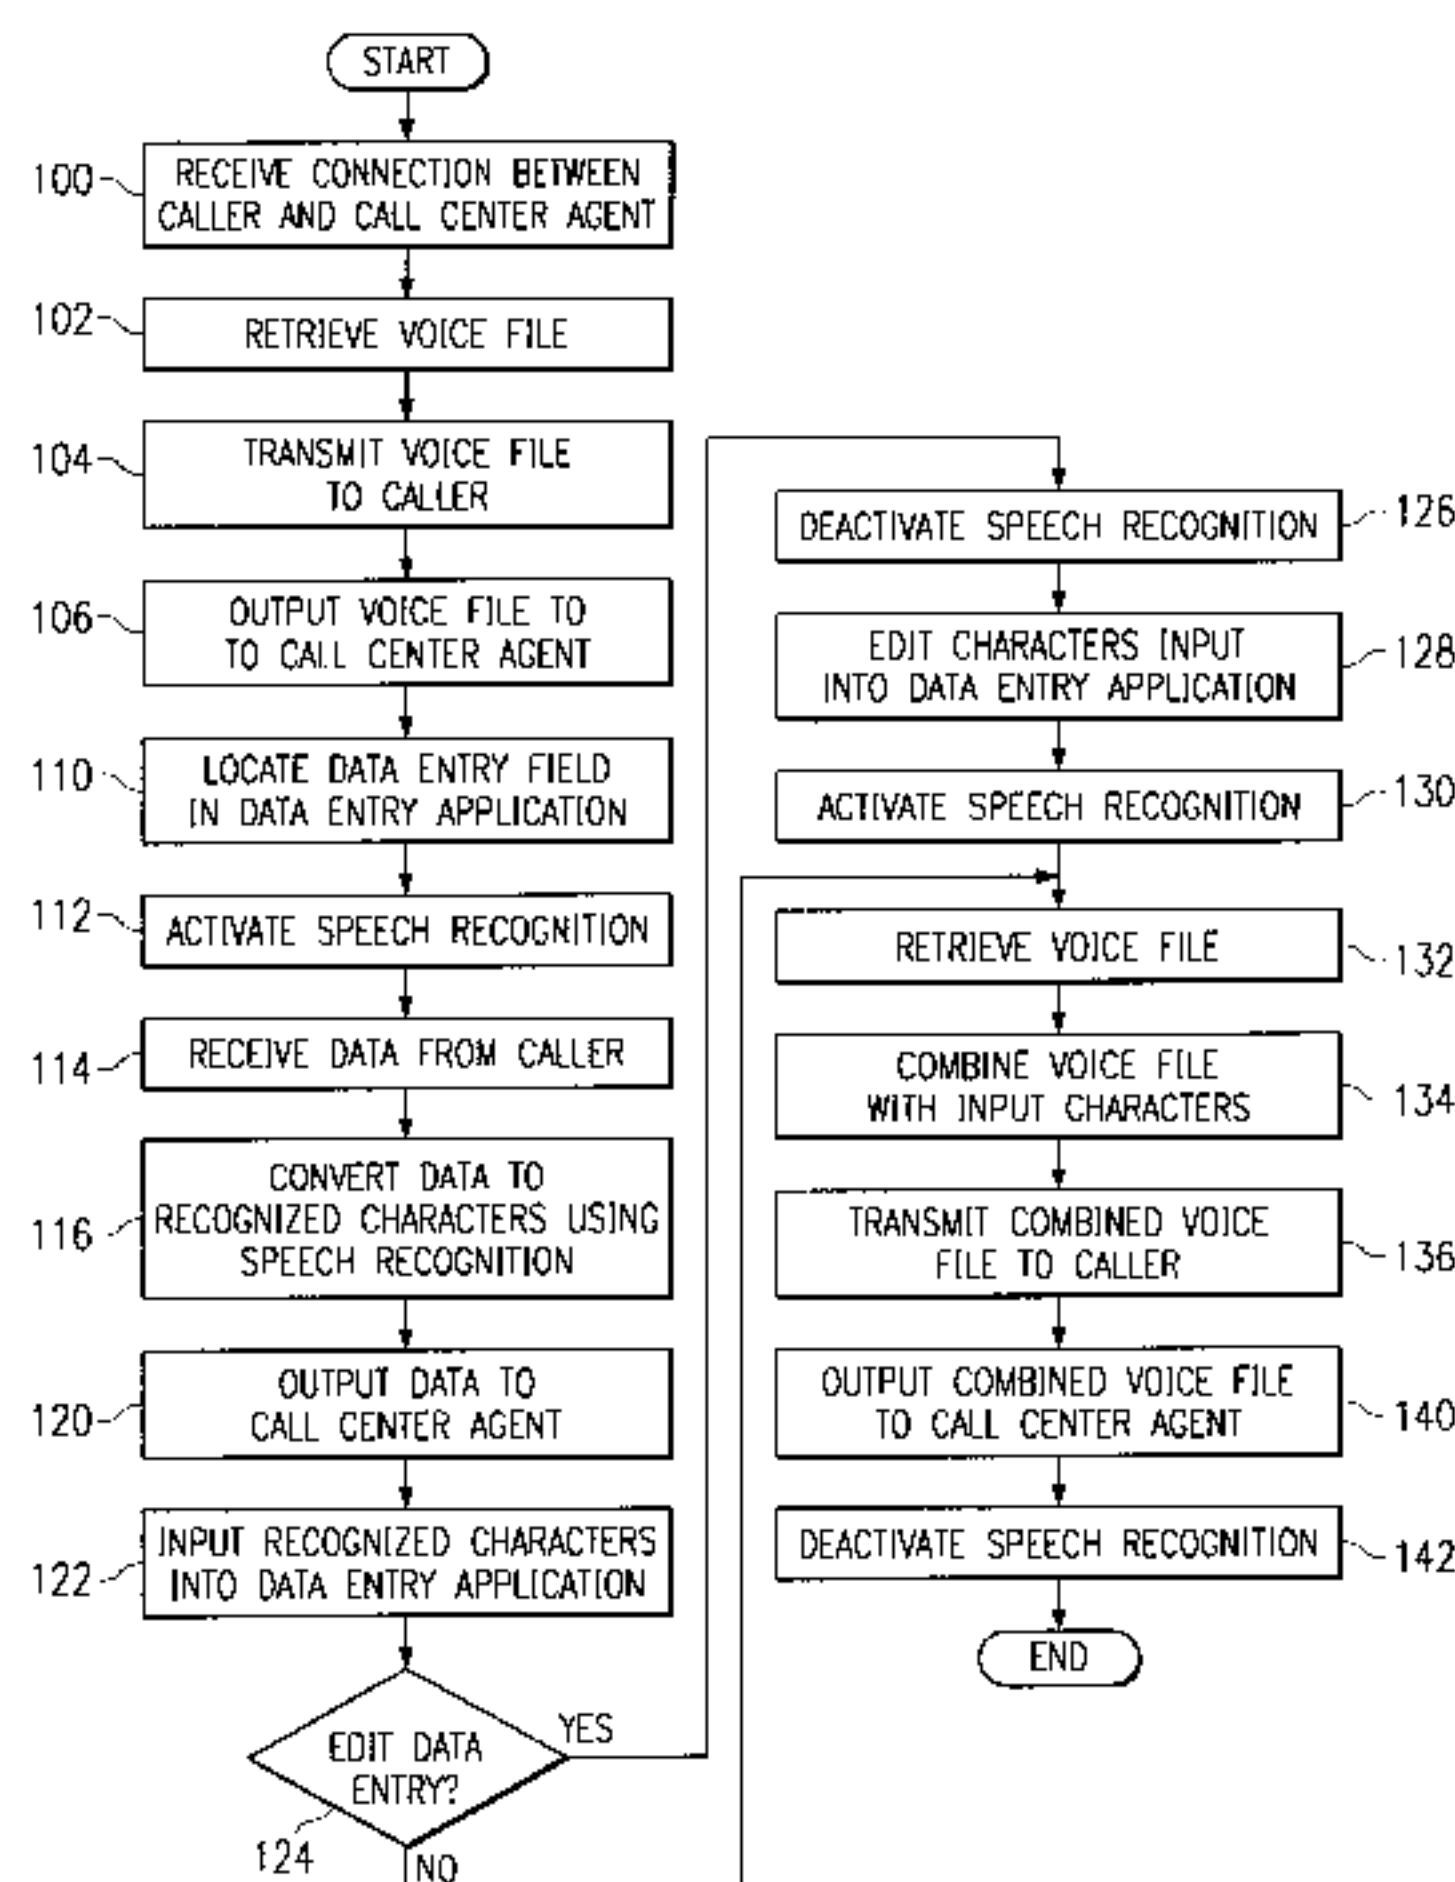 START
100
RECEIVE CONNECTION BETWEEN
CALLER AND CALL CENTER AGENT
102
RETRIEVE VOICE FILE
104
TRANSMIT VOICE FILE
TO CALLER
106
OUTPUT VOICE FILE TO
TO CALL CENTER AGENT
110
LOCATE DATA ENTRY FIELD
IN DATA ENTRY APPLICATION
112
ACTIVATE SPEECH RECOGNITION
114
RECEIVE DATA FROM CALLER
116
CONVERT DATA TO
RECOGNIZED CHARACTERS USING
SPEECH RECOGNITION
120
OUTPUT DATA TO
CALL CENTER AGENT
122
INPUT RECOGNIZED CHARACTERS
INTO DATA ENTRY APPLICATION
EDIT DATA
ENTRY?
YES
124
NO
DEACTIVATE SPEECH RECOGNITION
126
EDIT CHARACTERS INPUT
INTO DATA ENTRY APPLICATION
128
ACTIVATE SPEECH RECOGNITION
130
RETRIEVE VOICE FILE
132
COMBINE VOICE FILE
WITH INPUT CHARACTERS
134
TRANSMIT COMBINED VOICE
FILE TO CALLER
136
OUTPUT COMBINED VOICE FILE
TO CALL CENTER AGENT
140
DEACTIVATE SPEECH RECOGNITION
142
END